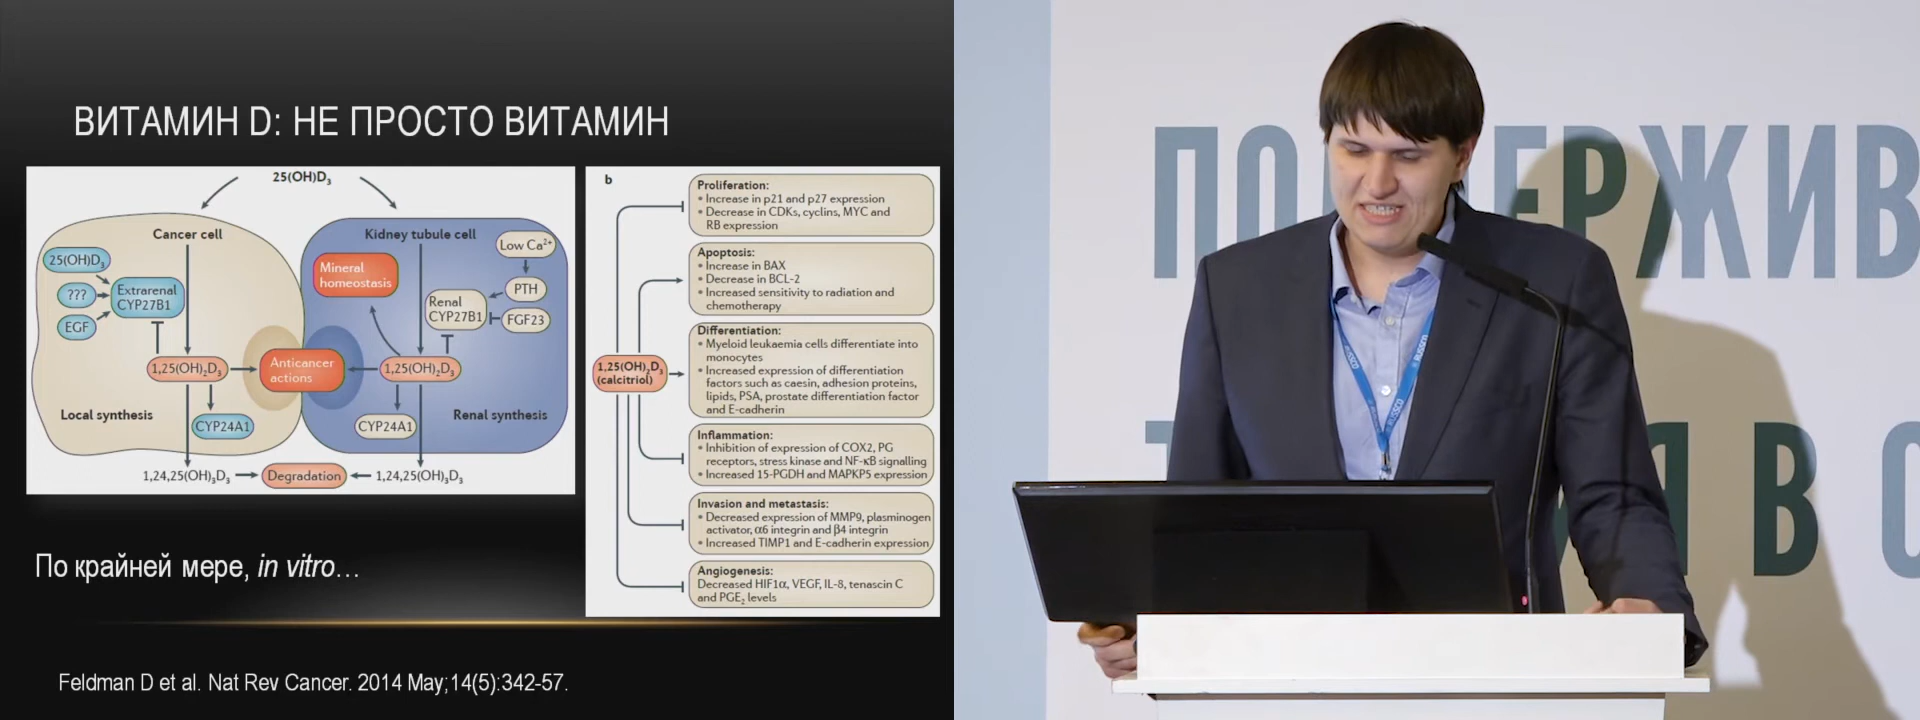 ВИТАМИН D: НЕ ПРОСТО ВИТАМИН
25(OH)D3
Cancer cell
25(OH)D3
???
EGF
Extrarenal
CYP27B1
1,25(OH)2D3
Local synthesis
CYP24A1
1,24,25(OH)3D3
Anticancer
actions
Degradation
Kidney tubule cell
Mineral
homeostasis
Low Ca2+
PTH
FGF23
Renal
CYP27B1
1,25(OH)2D3
CYP24A1
Renal synthesis
1,24,25(OH)3D3
b
1,25(OH)2D3
(calcitriol)
Proliferation:
• Increase in p21 and p27 expression
• Decrease in CDKs, cyclins, MYC and
RB expression
Apoptosis:
• Increase in BAX
• Decrease in BCL-2
• Increased sensitivity to radiation and
chemotherapy
Differentiation:
• Myeloid leukaemia cells differentiate into
monocytes
• Increased expression of differentiation
factors such as caesin, adhesion proteins,
lipids, PSA, prostate differentiation factor
and E-cadherin
Inflammation:
• Inhibition of expression of COX2, PG
receptors, stress kinase and NF-κB signalling
• Increased 15-PGDH and MAPKP5 expression
Invasion and metastasis:
• Decreased expression of MMP9, plasminogen
activator, α6 integrin and β4 integrin
• Increased TIMP1 and E-cadherin expression
Angiogenesis:
Decreased HIF1α, VEGF, IL-8, tenascin C
and PGE2 levels
По крайней мере, in vitro…
Feldman D et al. Nat Rev Cancer. 2014 May;14(5):342-57.
RUSSCO
RUSSCO
В